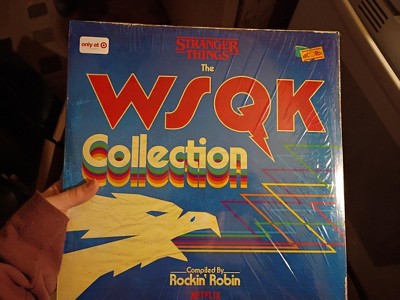 only at
STRANGER
THINGS
The
WSQK
Collection
Compiled By
Rockin' Robin
NETFLIX